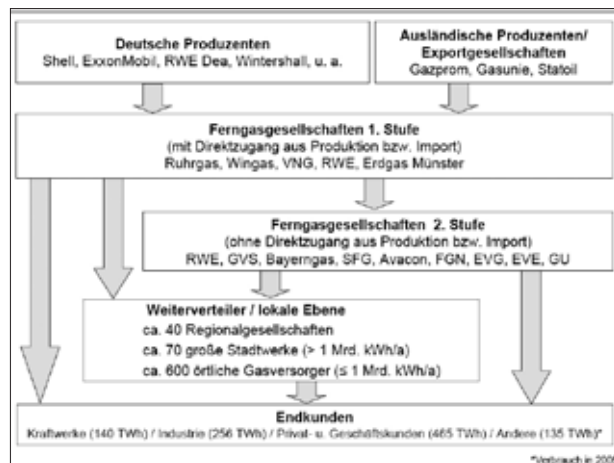 Deutsche Produzenten
Shell, ExxonMobil, RWE Dea, Wintershall, u. a.
Ausländische Produzenten/
Exportgesellschaften
Gazprom, Gasunie, Statoil
Ferngasgesellschaften 1. Stufe
(mit Direktzugang aus Produktion bzw. Import)
Ruhrgas, Wingas, VNG, RWE, Erdgas Münster
Ferngasgesellschaften 2. Stufe
(ohne Direktzugang aus Produktion bzw. Import)
RWE, GVS, Bayerngas, SFG, Avacon, FGN, EVG, EVE, GU
Weiterverteiler / lokale Ebene
ca. 40 Regionalgesellschaften
ca. 70 große Stadtwerke (> 1 Mrd. kWh/a)
ca. 600 örtliche Gasversorger (≤ 1 Mrd. kWh/a)
Endkunden
Kraftwerke (140 TWh) / Industrie (256 TWh) / Privat- u. Geschäftskunden (465 TWh) / Andere (135 TWh)*
*Verbrauch in